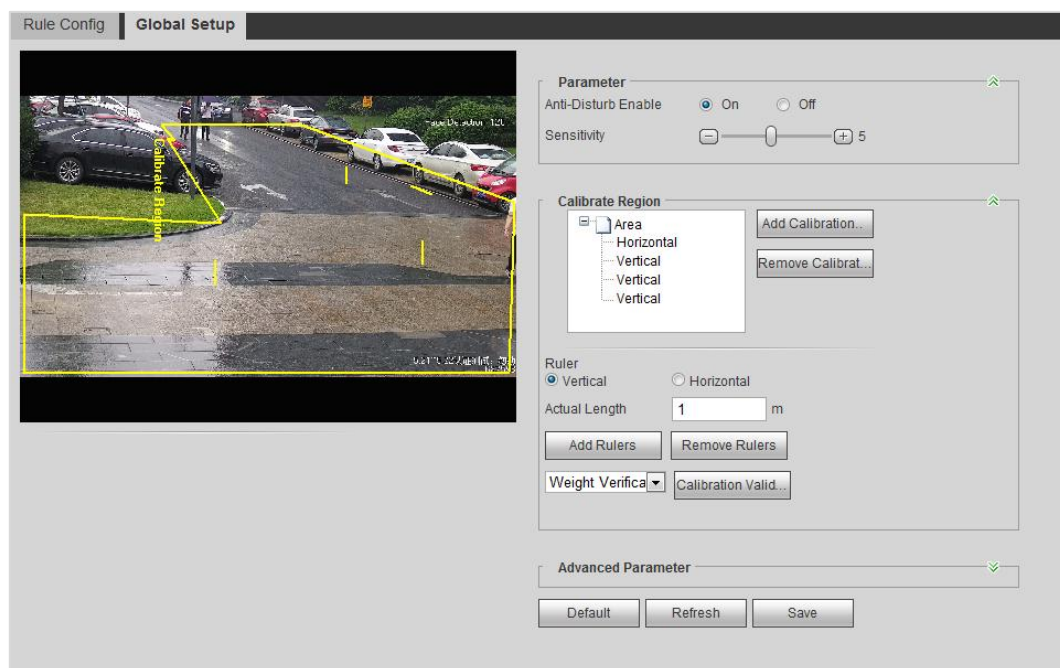 Rule Config
Global Setup
Calibrate Region
Parameter
Anti-Disturb Enable On Off
Sensitivity 5
Calibrate Region
Area
Horizontal
Vertical
Vertical
Vertical
Add Calibration..
Remove Calibrat...
Ruler
Vertical Horizontal
Actual Length 1 m
Add Rulers Remove Rulers
Weight Verifica Calibration Valid...
Advanced Parameter
Default Refresh Save